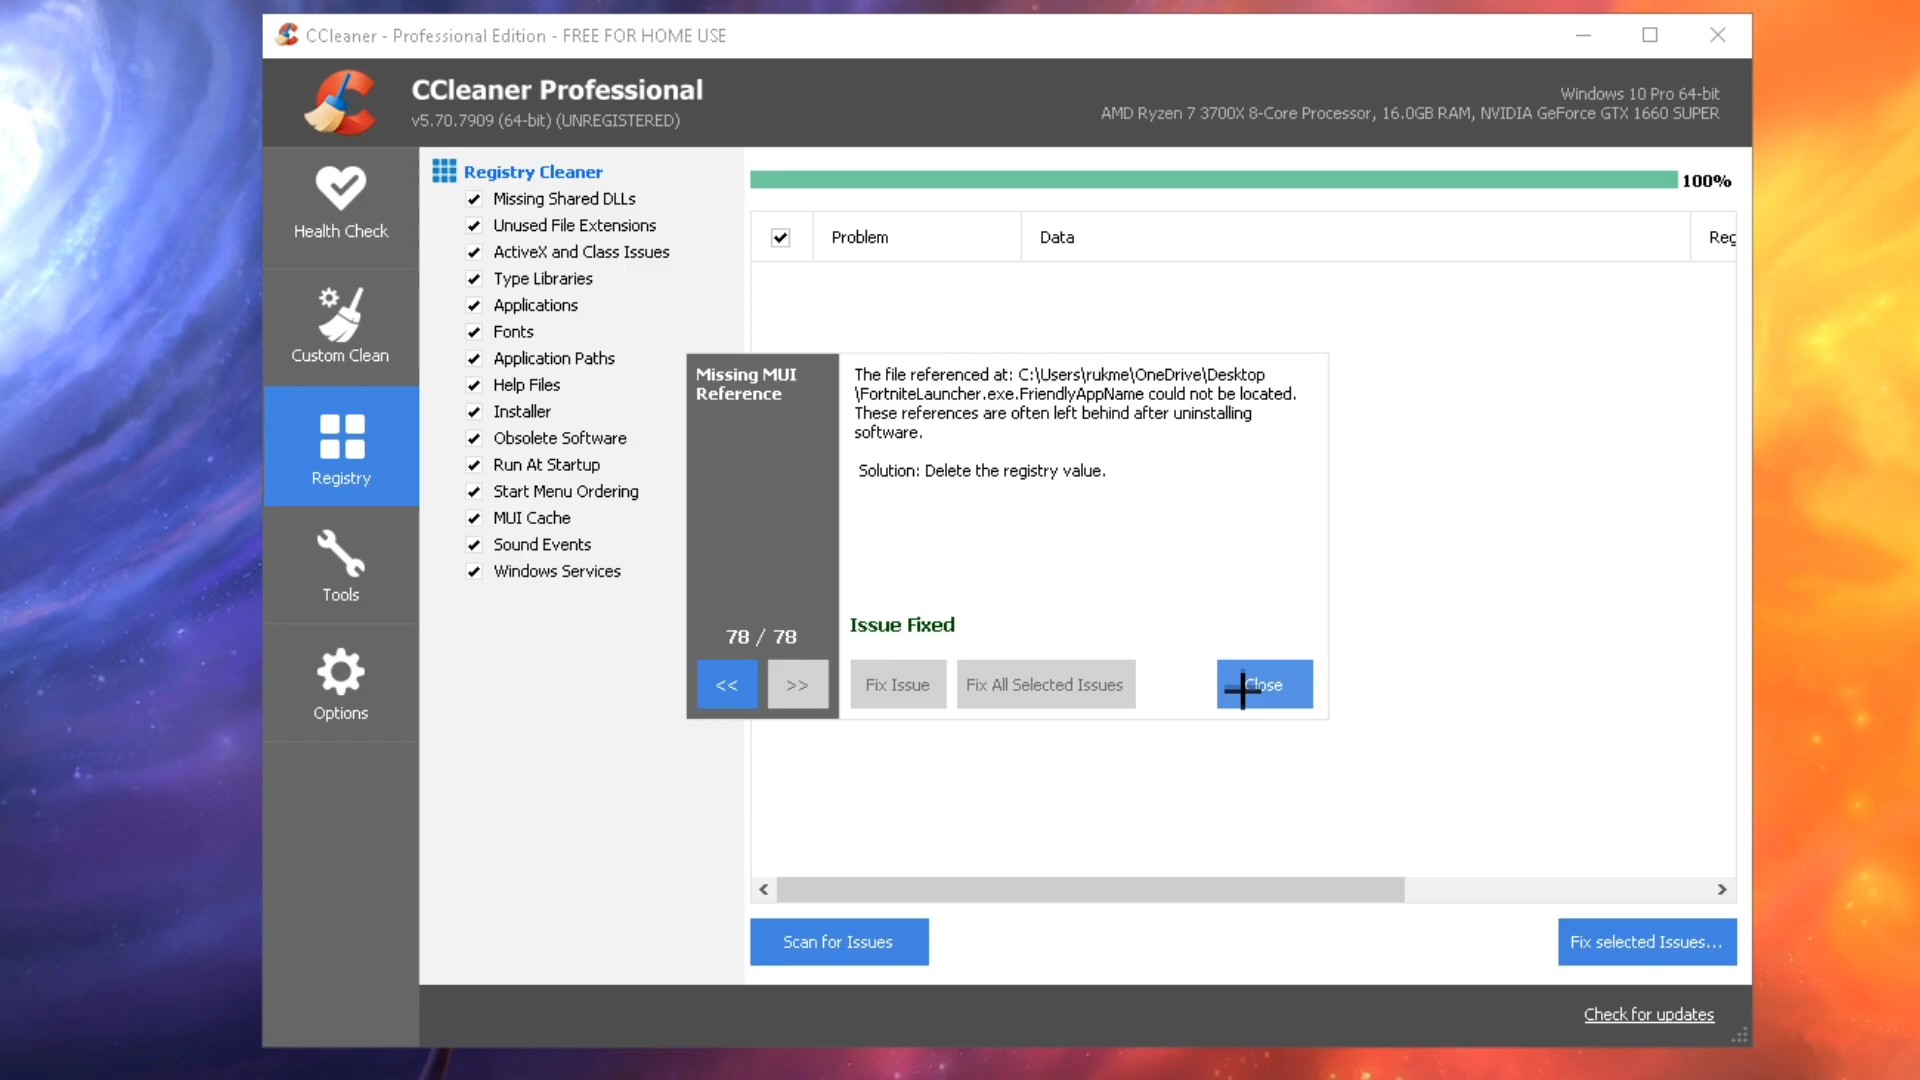 CCleaner - Professional Edition - FREE FOR HOME USE
CCleaner Professional
v5.70.7909 (64-bit) (UNREGISTERED)
Windows 10 Pro 64-bit
AMD Ryzen 7 3700X 8-Core Processor, 16.0GB RAM, NVIDIA GeForce GTX 1660 SUPER
Health Check
Custom Clean
Registry
Tools
Options
Registry Cleaner
Missing Shared DLLs
Unused File Extensions
ActiveX and Class Issues
Type Libraries
Applications
Fonts
Application Paths
Help Files
Installer
Obsolete Software
Run At Startup
Start Menu Ordering
MUI Cache
Sound Events
Windows Services
100%
Problem Data Reg
Missing MUI
Reference
78 / 78
<< >>
The file referenced at: C:\Users\rukme\OneDrive\Desktop
\FortniteLauncher.exe.FriendlyAppName could not be located.
These references are often left behind after uninstalling
software.
Solution: Delete the registry value.
Issue Fixed
Fix Issue Fix All Selected Issues Close
Scan for Issues
Fix selected Issues...
Check for updates